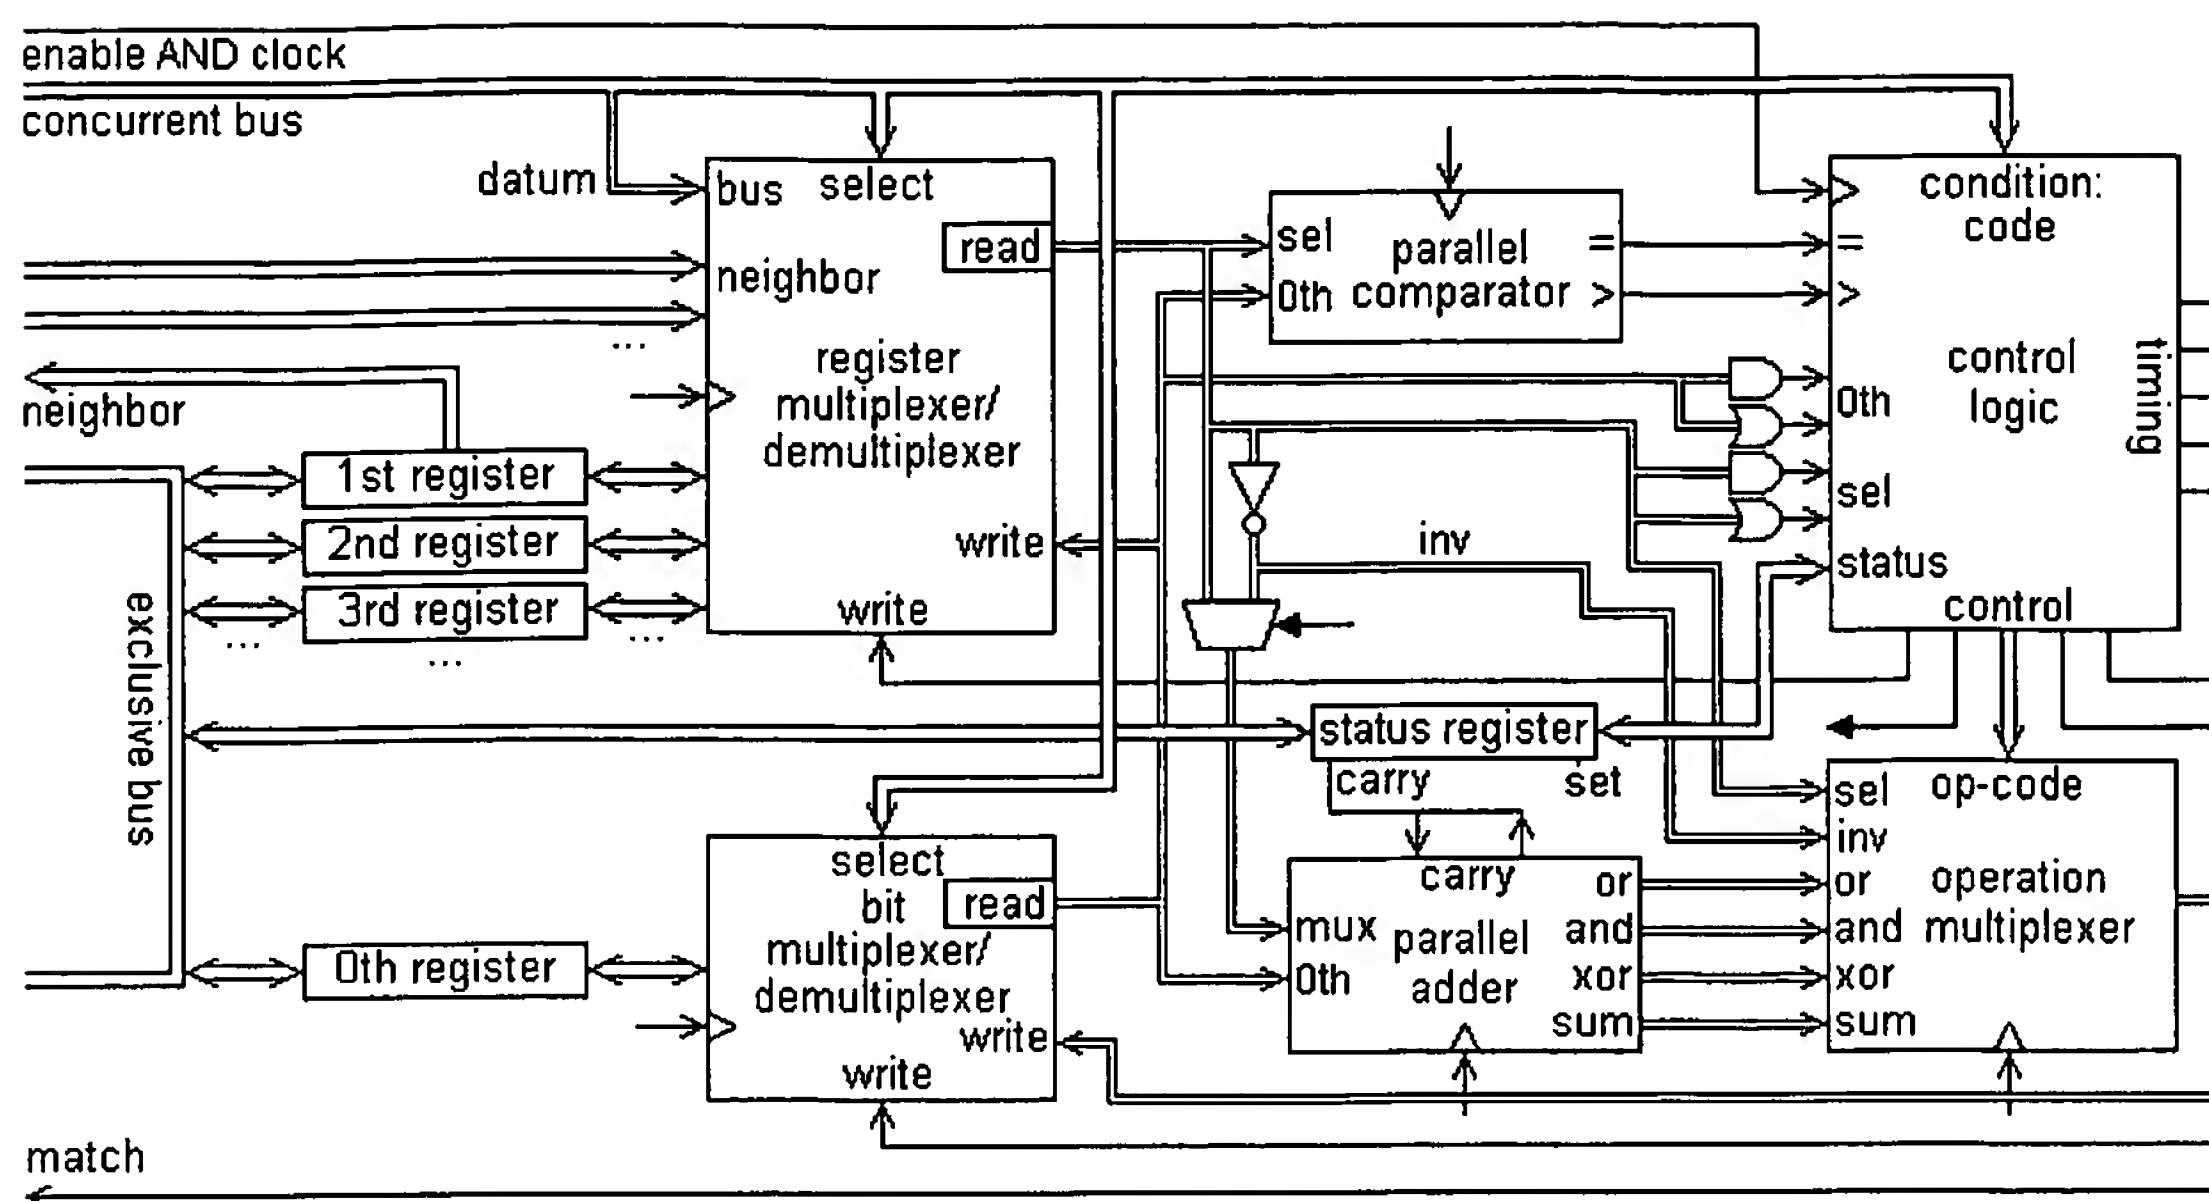 enable AND clock
concurrent bus
datum
bus
select
read
neighbor
...
register
multiplexer/
demultiplexer
write
write
neighbor
1st register
2nd register
3rd register
...
...
...
exclusive bus
0th register
select
bit
multiplexer/
demultiplexer
read
write
write
match
sel
0th
parallel
comparator
=
>
inv
status register
carry
set
carry
mux
0th
parallel
adder
or
and
xor
sum
condition:
code
=
>
control
logic
timing
0th
sel
status
control
sel
inv
or
and
xor
sum
op-code
operation
multiplexer